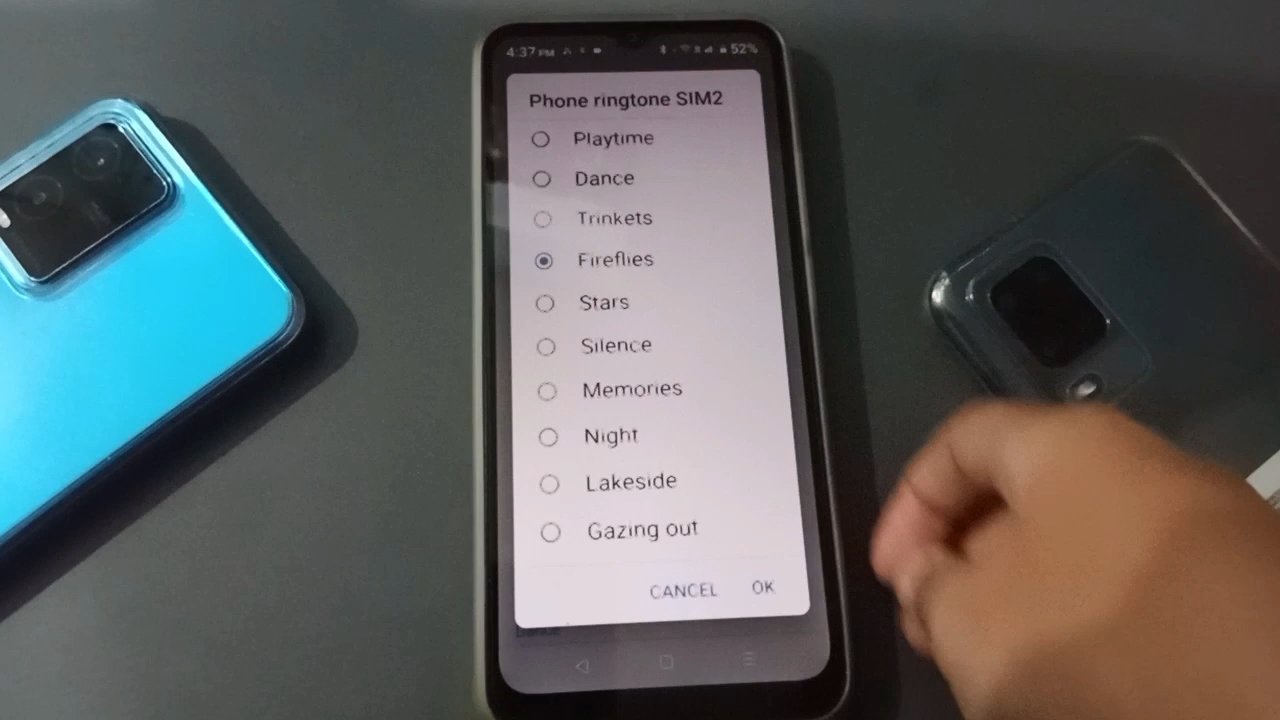 4:37 PM 52%
Phone ringtone SIM2
Playtime
Dance
Trinkets
Fireflies
Stars
Silence
Memories
Night
Lakeside
Gazing out
CANCEL OK